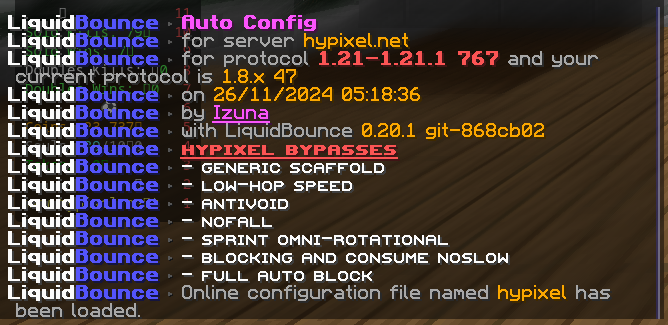 LiquidBounce ▸ Auto Config
LiquidBounce ▸ for server hypixel.net
LiquidBounce ▸ for protocol 1.21-1.21.1 767 and your
current protocol is 1.8.x 47
LiquidBounce ▸ on 26/11/2024 05:18:36
LiquidBounce ▸ by Izuna
LiquidBounce ▸ with LiquidBounce 0.20.1 git-868cb02
LiquidBounce ▸ HYPIXEL BYPASSES
LiquidBounce ▸ - GENERIC SCAFFOLD
LiquidBounce ▸ - LOW-HOP SPEED
LiquidBounce ▸ - ANTIVOID
LiquidBounce ▸ - NOFALL
LiquidBounce ▸ - SPRINT OMNI-ROTATIONAL
LiquidBounce ▸ - BLOCKING AND CONSUME NOSLOW
LiquidBounce ▸ - FULL AUTO BLOCK
LiquidBounce ▸ Online configuration file named hypixel has
been loaded.